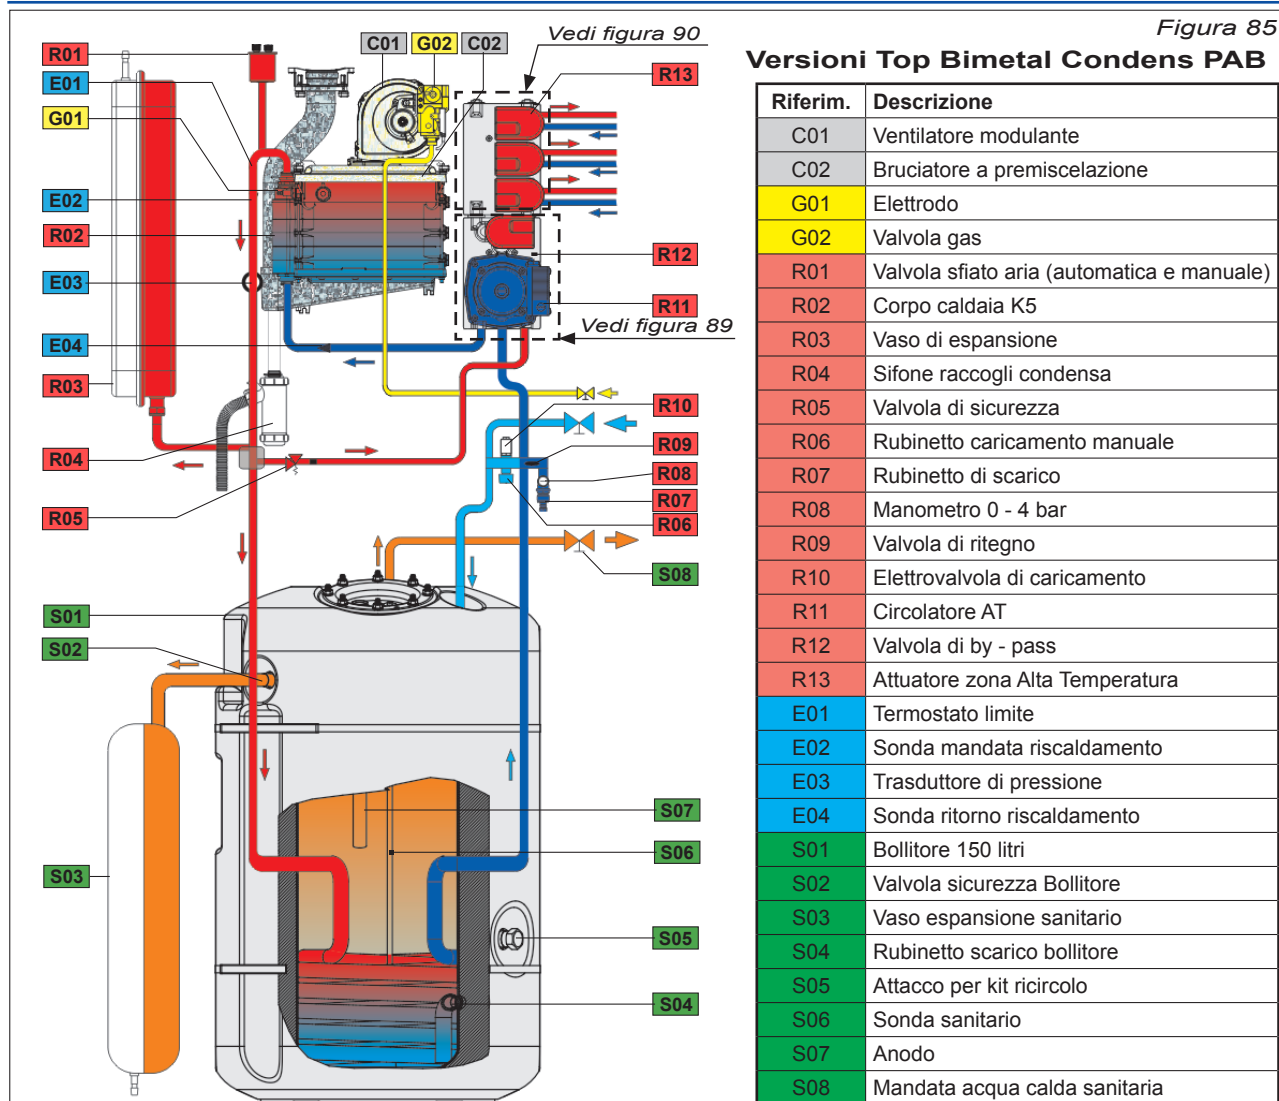 Figura 85
Versioni Top Bimetal Condens PAB
Vedi figura 90
C01 G02 C02
R01
E01
G01
E02
R02
E03
E04
R03
R04
R05
R13
R12
R11
Vedi figura 89
R10
R09
R08
R07
R06
S08
S01
S02
S03
S07
S06
S05
S04
Riferim. Descrizione
C01 Ventilatore modulante
C02 Bruciatore a premiscelazione
G01 Elettrodo
G02 Valvola gas
R01 Valvola sfiato aria (automatica e manuale)
R02 Corpo caldaia K5
R03 Vaso di espansione
R04 Sifone raccogli condensa
R05 Valvola di sicurezza
R06 Rubinetto caricamento manuale
R07 Rubinetto di scarico
R08 Manometro 0 - 4 bar
R09 Valvola di ritegno
R10 Elettrovalvola di caricamento
R11 Circolatore AT
R12 Valvola di by - pass
R13 Attuatore zona Alta Temperatura
E01 Termostato limite
E02 Sonda mandata riscaldamento
E03 Trasduttore di pressione
E04 Sonda ritorno riscaldamento
S01 Bollitore 150 litri
S02 Valvola sicurezza Bollitore
S03 Vaso espansione sanitario
S04 Rubinetto scarico bollitore
S05 Attacco per kit ricircolo
S06 Sonda sanitario
S07 Anodo
S08 Mandata acqua calda sanitaria